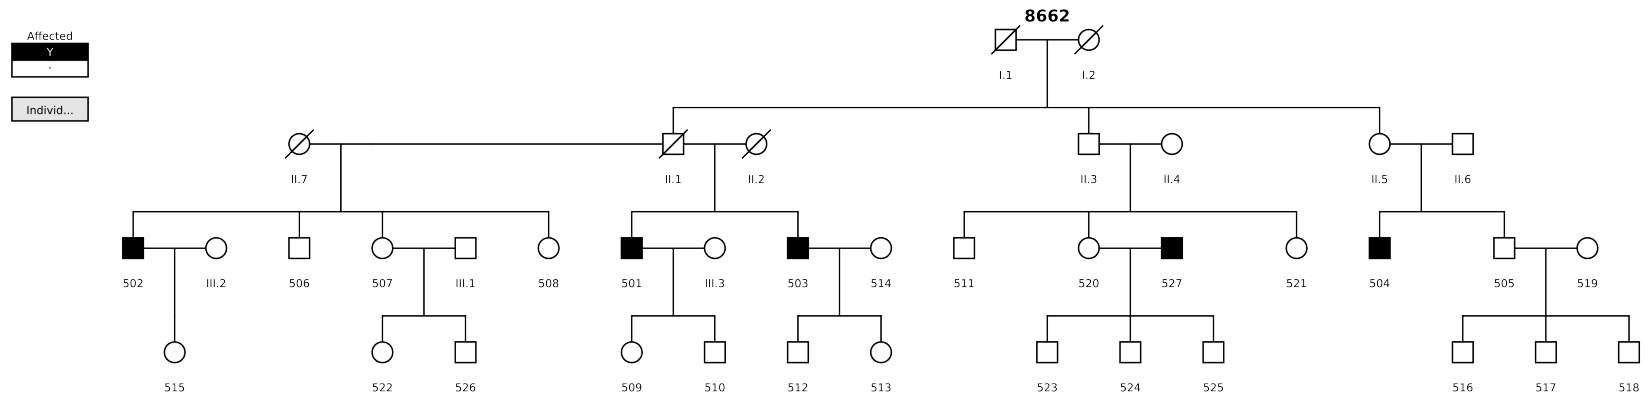 8662
Affected
Y
-
Individ...
I.1 I.2
II.7 II.1 II.2 II.3 II.4 II.5 II.6
502 III.2 506 507 III.1 508 501 III.3 503 514 511 520 527 521 504 505 519
515 522 526 509 510 512 513 523 524 525 516 517 518